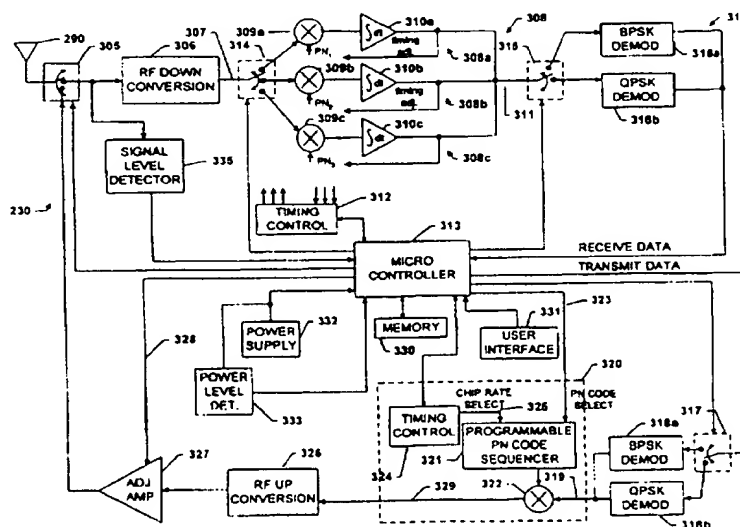 290
305
306
307
309a
314
310a
308
31
RF DOWN
CONVERSION
∫dt
timing
adj.
PN₁
308a
309b
310b
∫dt
timing
adj.
PN₂
308b
309c
310c
∫dt
PN₃
308c
311
315
BPSK
DEMOD
316a
QPSK
DEMOD
316b
SIGNAL
LEVEL
DETECTOR
335
230
312
TIMING
CONTROL
313
MICRO
CONTROLLER
RECEIVE DATA
TRANSMIT DATA
323
328
POWER
SUPPLY
332
MEMORY
330
331
USER
INTERFACE
320
POWER
LEVEL
DET.
333
CHIP RATE
SELECT
PN CODE
SELECT
325
317
TIMING
CONTROL
324
321
PROGRAMMABLE
PN CODE
SEQUENCER
318a
BPSK
DEMOD
327
ADJ
AMP
326
RF UP
CONVERSION
329
322
319
QPSK
DEMOD
318b